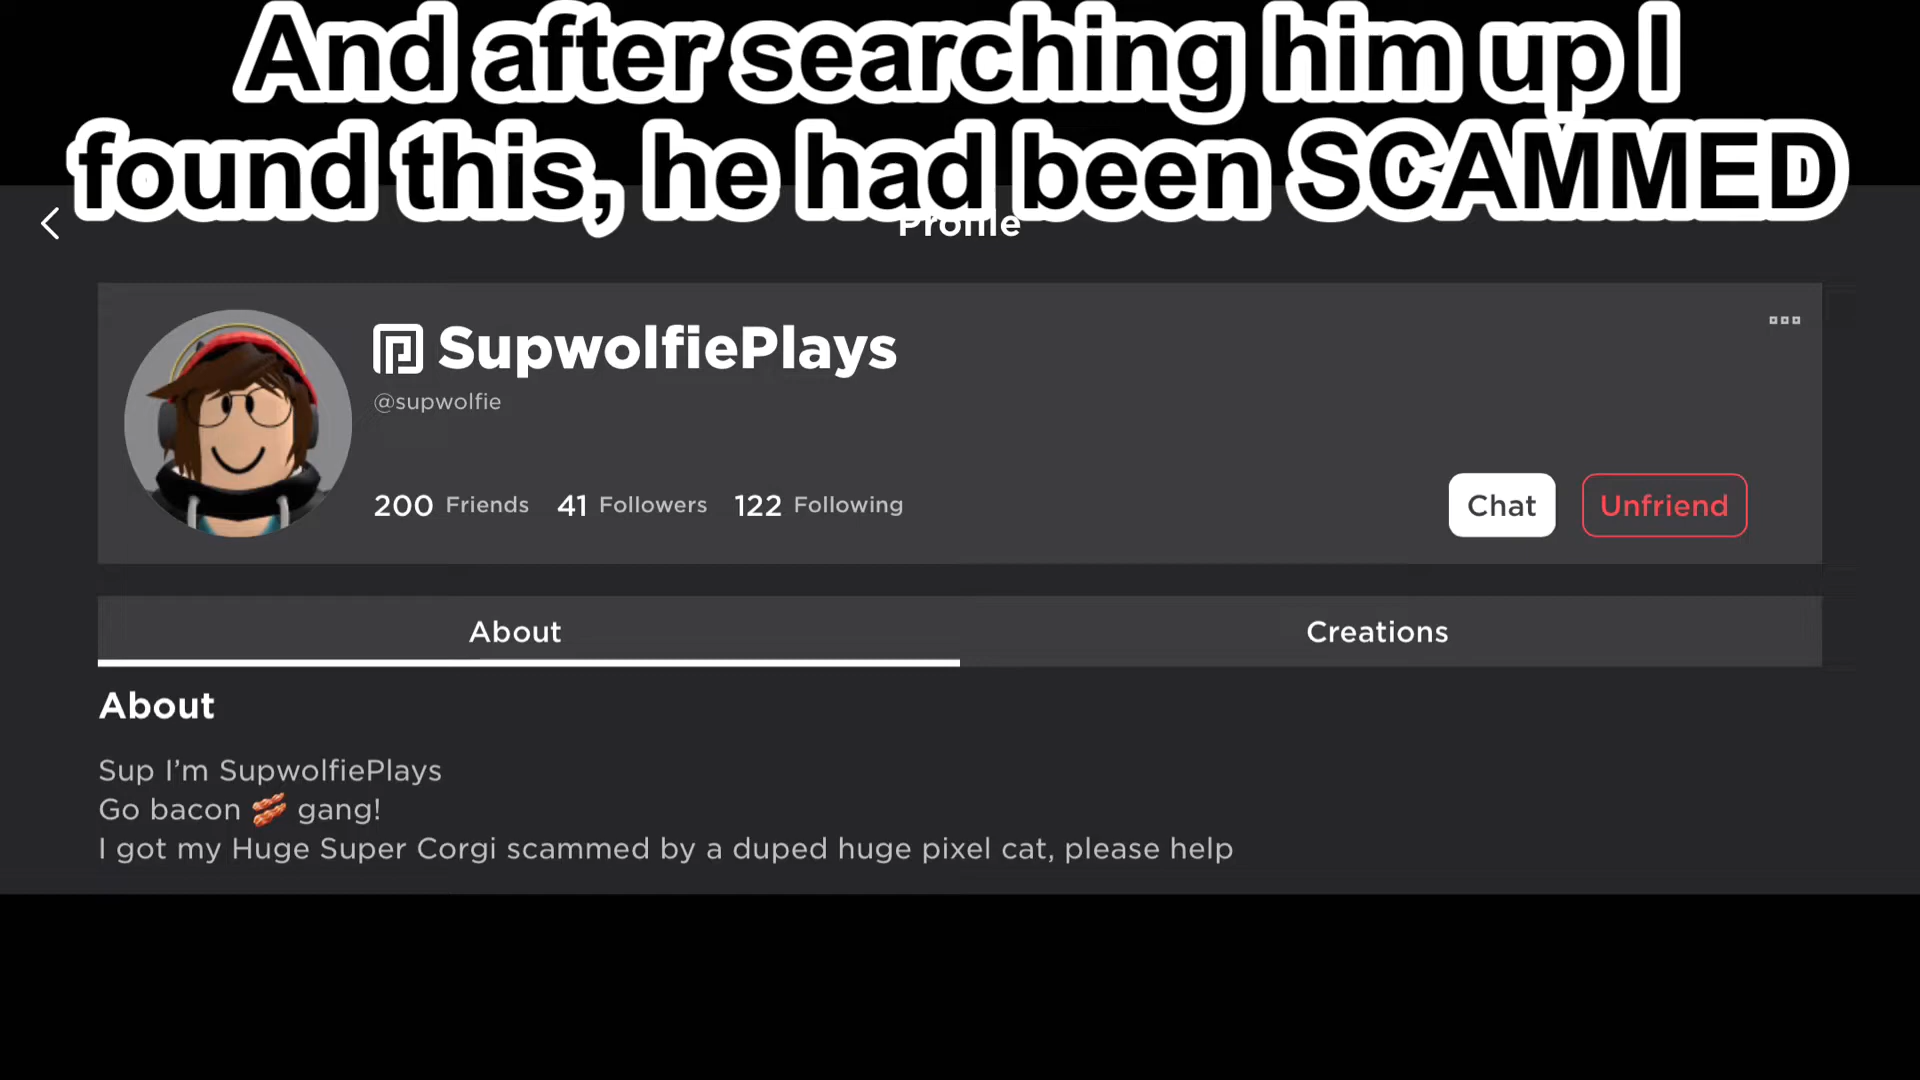 And after searching him up I
found this, he had been SCAMMED
Profile
SupwolfiePlays
@supwolfie
200 Friends 41 Followers 122 Following
Chat Unfriend
About Creations
About
Sup I’m SupwolfiePlays
Go bacon 🥓 gang!
I got my Huge Super Corgi scammed by a duped huge pixel cat, please help